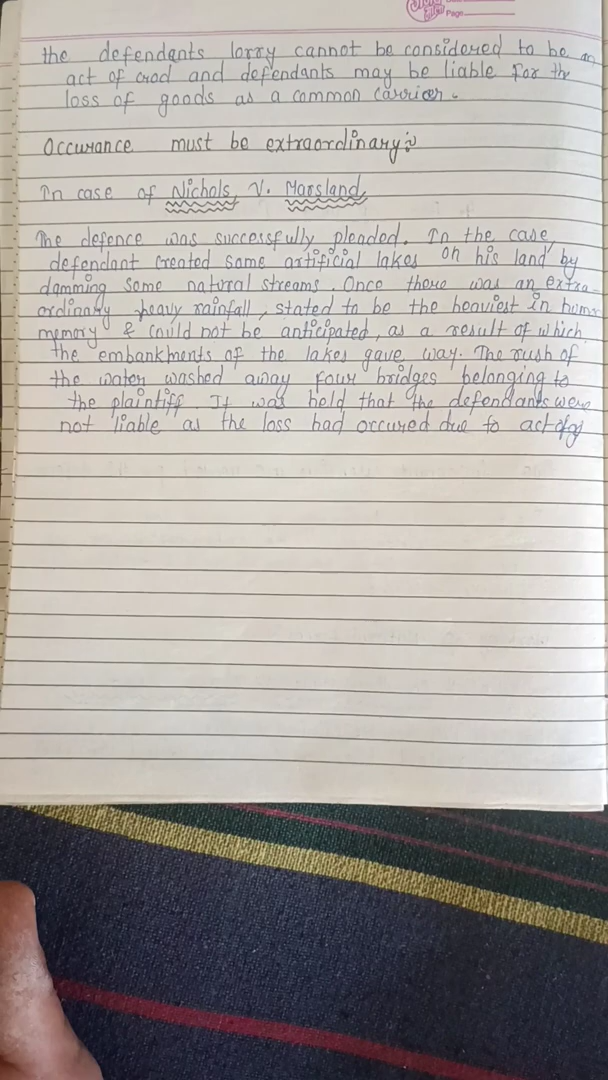 Page
the defendants lorry cannot be considered to be an
act of God and defendants may be liable for th
loss of goods as a common carrier.
Occurance must be extraordinary:
In case of Nichols, V. Marsland,
The defence was successfully pleaded. In the case,
defendant created some artificial lakes on his land by
damming some natural streams. Once there was an extra-
ordinary heavy rainfall, stated to be the heaviest in human
memory & could not be anticipated, as a result of which
the embankments of the lakes gave way. The rush of
the water washed away four bridges belonging to
the plaintiff. It was held that the defendants were
not liable as the loss had occured due to act of g